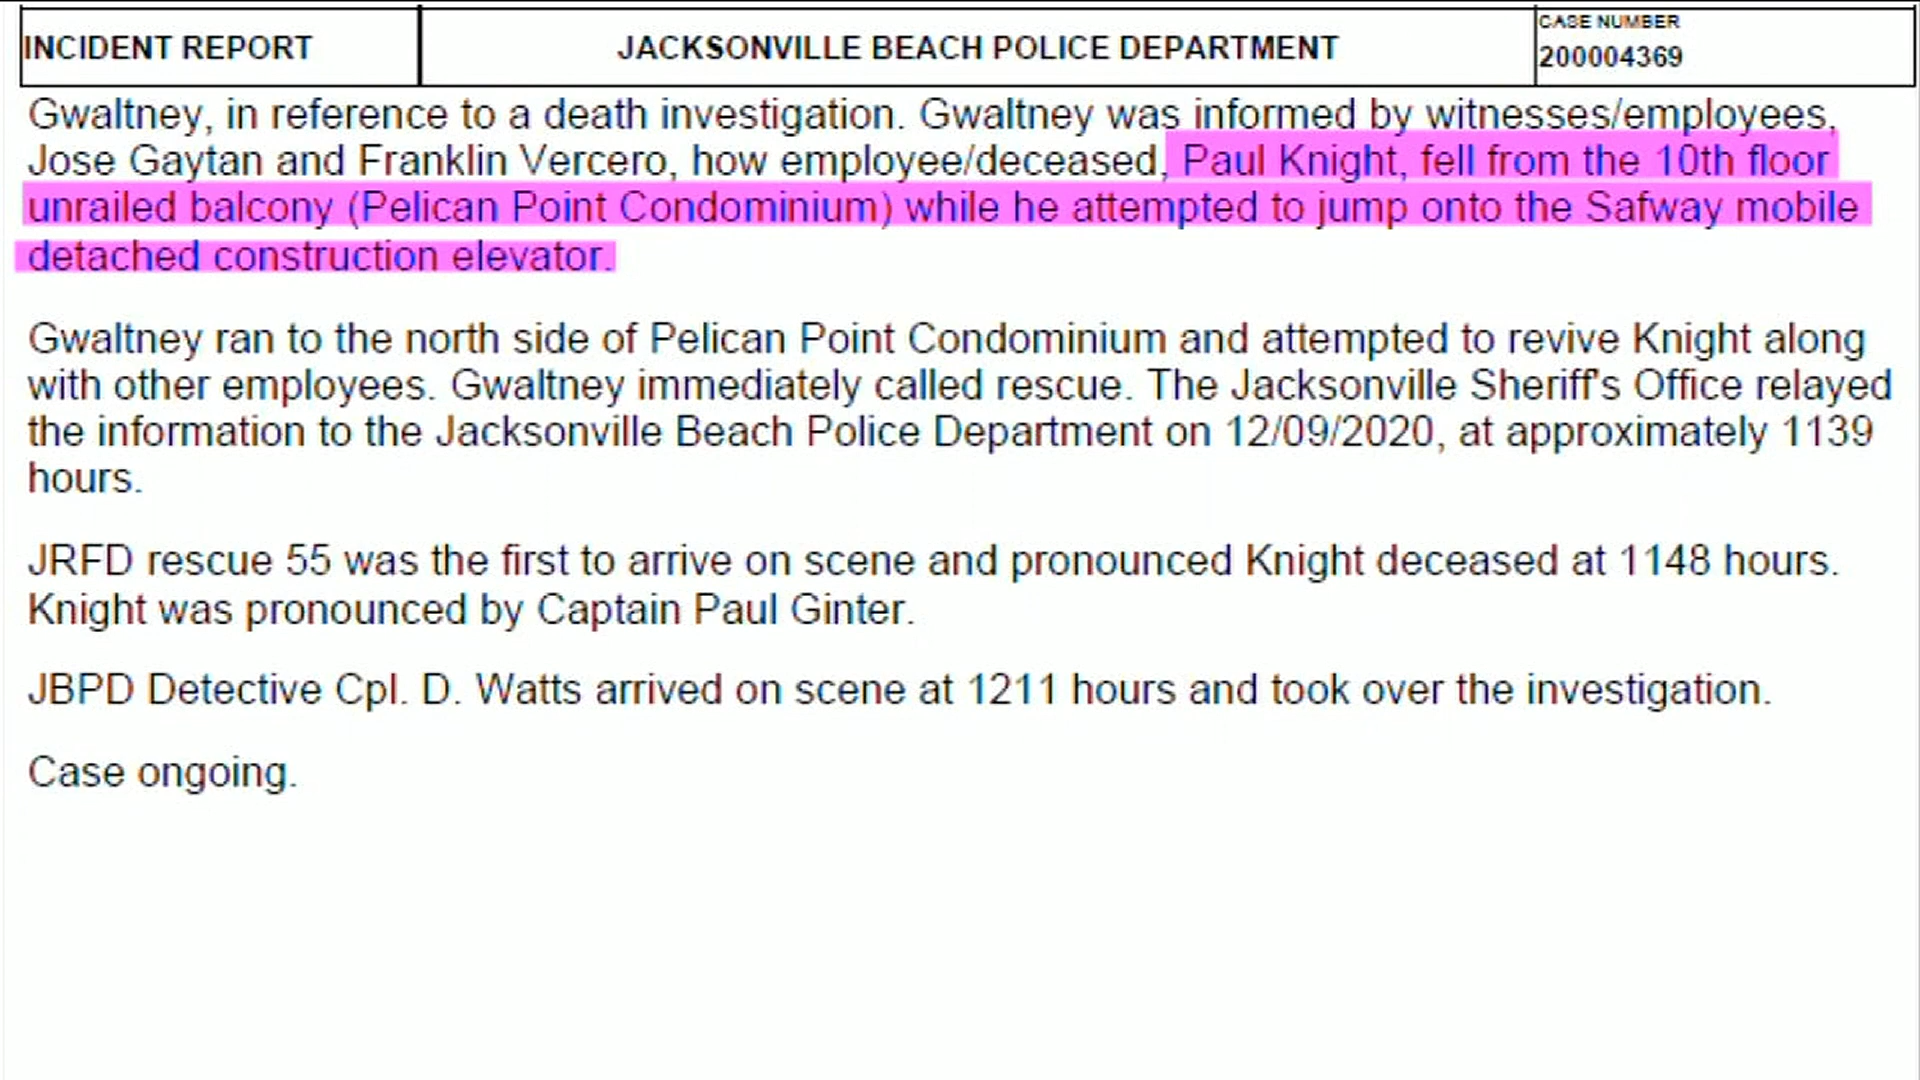 INCIDENT REPORT
JACKSONVILLE BEACH POLICE DEPARTMENT
CASE NUMBER
200004369
Gwaltney, in reference to a death investigation. Gwaltney was informed by witnesses/employees,
Jose Gaytan and Franklin Vercero, how employee/deceased, Paul Knight, fell from the 10th floor
unrailed balcony (Pelican Point Condominium) while he attempted to jump onto the Safway mobile
detached construction elevator.
Gwaltney ran to the north side of Pelican Point Condominium and attempted to revive Knight along
with other employees. Gwaltney immediately called rescue. The Jacksonville Sheriff's Office relayed
the information to the Jacksonville Beach Police Department on 12/09/2020, at approximately 1139
hours.
JRFD rescue 55 was the first to arrive on scene and pronounced Knight deceased at 1148 hours.
Knight was pronounced by Captain Paul Ginter.
JBPD Detective Cpl. D. Watts arrived on scene at 1211 hours and took over the investigation.
Case ongoing.